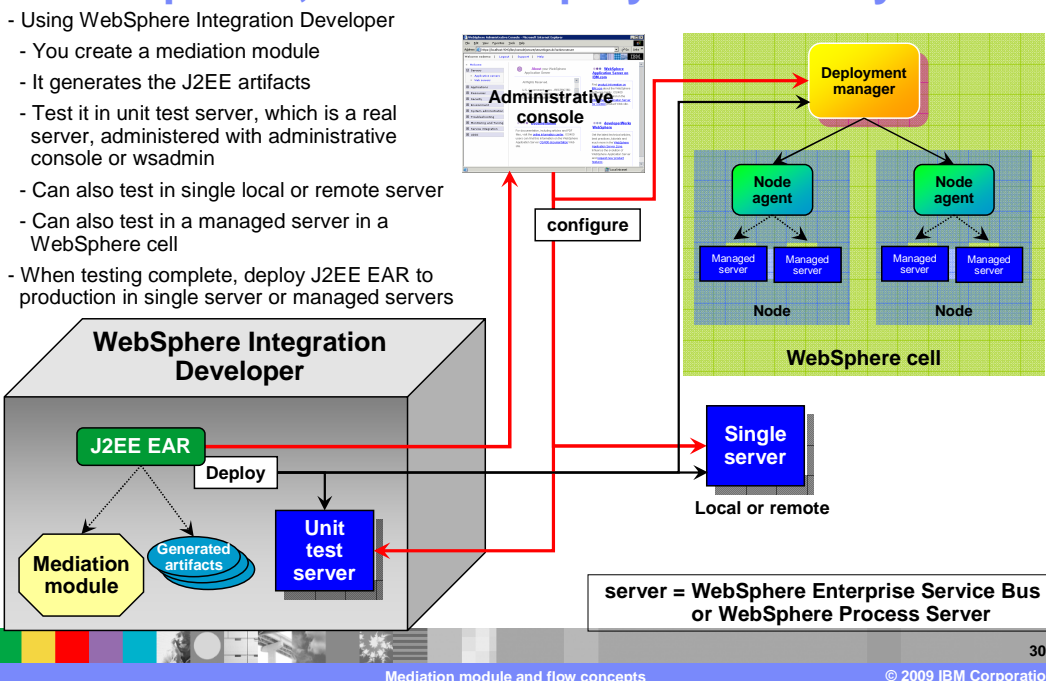 - Using WebSphere Integration Developer
- You create a mediation module
- It generates the J2EE artifacts
- Test it in unit test server, which is a real
server, administered with administrative
console or wsadmin
- Can also test in single local or remote server
- Can also test in a managed server in a
WebSphere cell
- When testing complete, deploy J2EE EAR to
production in single server or managed servers
Administrative
console
configure
Deployment
manager
Node
agent
Node
agent
Managed
server
Managed
server
Managed
server
Managed
server
Node
Node
WebSphere cell
WebSphere Integration
Developer
J2EE EAR
Deploy
Mediation
module
Generated
artifacts
Unit
test
server
Single
server
Local or remote
server = WebSphere Enterprise Service Bus
or WebSphere Process Server
30
Mediation module and flow concepts
© 2009 IBM Corporatio